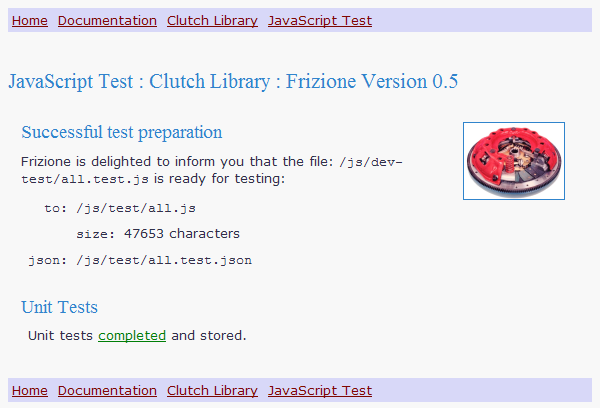 Home Documentation Clutch Library JavaScript Test
JavaScript Test : Clutch Library : Frizione Version 0.5
Successful test preparation
Frizione is delighted to inform you that the file: /js/dev-
test/all.test.js is ready for testing:
to: /js/test/all.js
size: 47653 characters
json: /js/test/all.test.json
Unit Tests
Unit tests completed and stored.
Home Documentation Clutch Library JavaScript Test